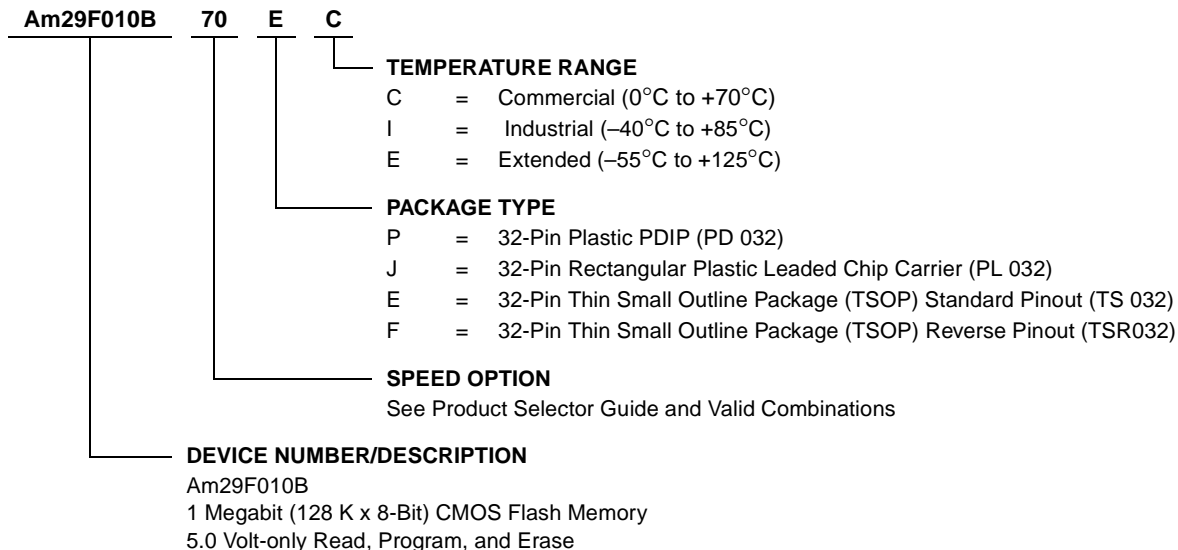 Am29F010B 70 E C
TEMPERATURE RANGE
C = Commercial (0°C to +70°C)
I = Industrial (–40°C to +85°C)
E = Extended (–55°C to +125°C)
PACKAGE TYPE
P = 32-Pin Plastic PDIP (PD 032)
J = 32-Pin Rectangular Plastic Leaded Chip Carrier (PL 032)
E = 32-Pin Thin Small Outline Package (TSOP) Standard Pinout (TS 032)
F = 32-Pin Thin Small Outline Package (TSOP) Reverse Pinout (TSR032)
SPEED OPTION
See Product Selector Guide and Valid Combinations
DEVICE NUMBER/DESCRIPTION
Am29F010B
1 Megabit (128 K x 8-Bit) CMOS Flash Memory
5.0 Volt-only Read, Program, and Erase